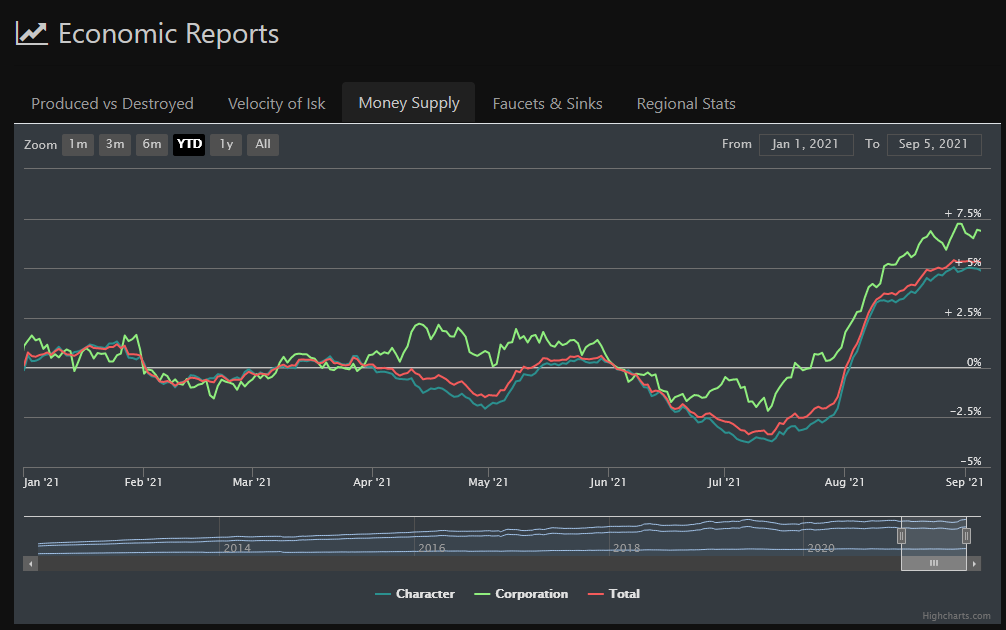 Economic Reports
Produced vs Destroyed Velocity of Isk Money Supply Faucets & Sinks Regional Stats
Zoom 1m 3m 6m YTD 1y All From Jan 1, 2021 To Sep 5, 2021
+ 7.5%
+ 5%
+ 2.5%
0%
−2.5%
−5%
Jan '21 Feb '21 Mar '21 Apr '21 May '21 Jun '21 Jul '21 Aug '21 Sep '21
2014 2016 2018 2020
Character Corporation Total
Highcharts.com